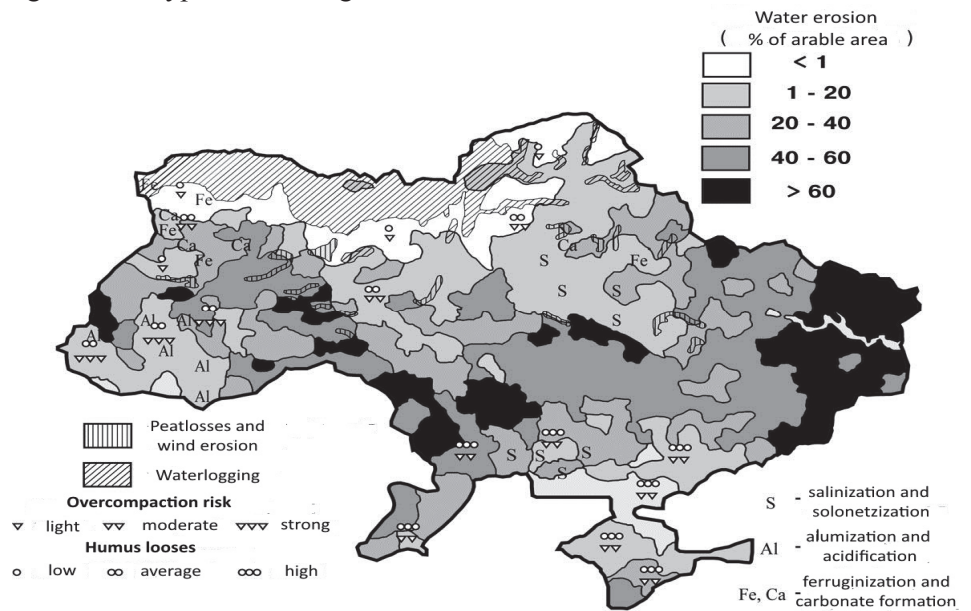 Water erosion
( % of arable area )
< 1
1 - 20
20 - 40
40 - 60
> 60
Fe
Fe
Ca
Fe
Ca
Ca
Fe
Al
Al
Al
Al
Al
Al
S
Ca
Fe
S
S
S
S
S
S
S
Peatlosses and
wind erosion
Waterlogging
Overcompaction risk
light moderate strong
Humus looses
low average high
S - salinization and
solonetzization
Al - alumization and
acidification
Fe, Ca - ferruginization and
carbonate formation